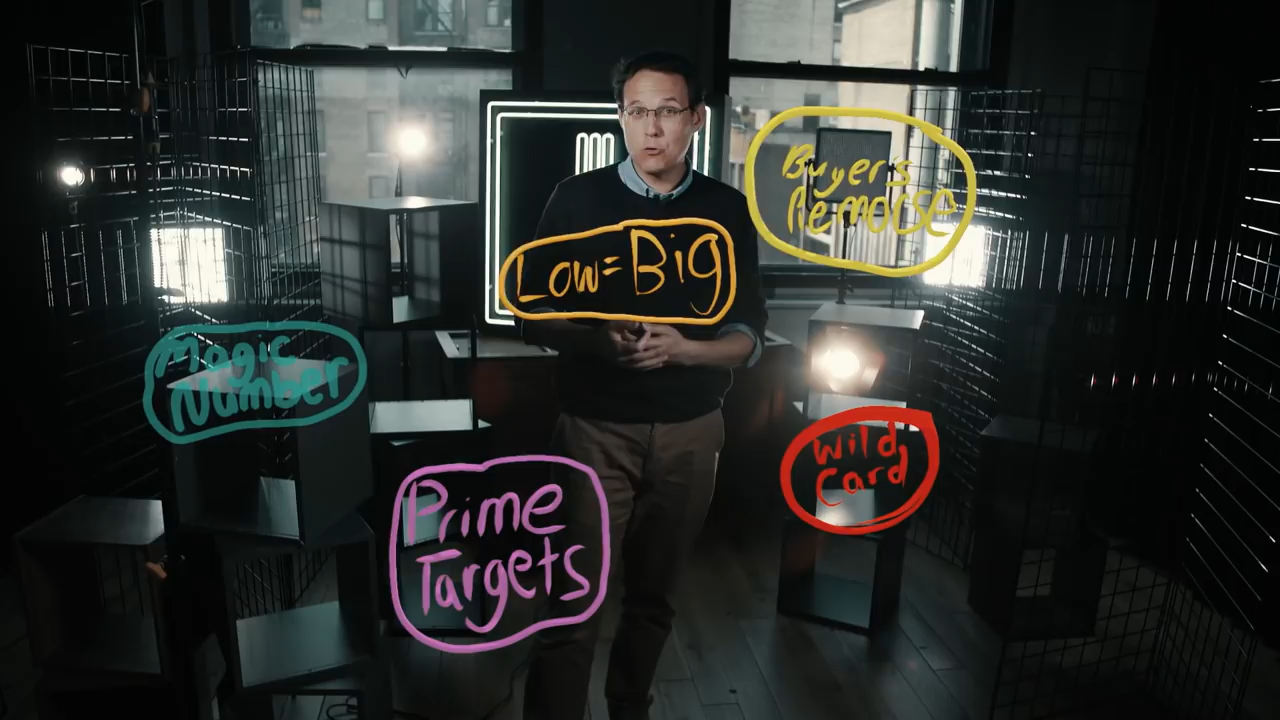 Buyer's
Remorse
Low=Big
Magic
Number
Wild
Card
Prime
Targets